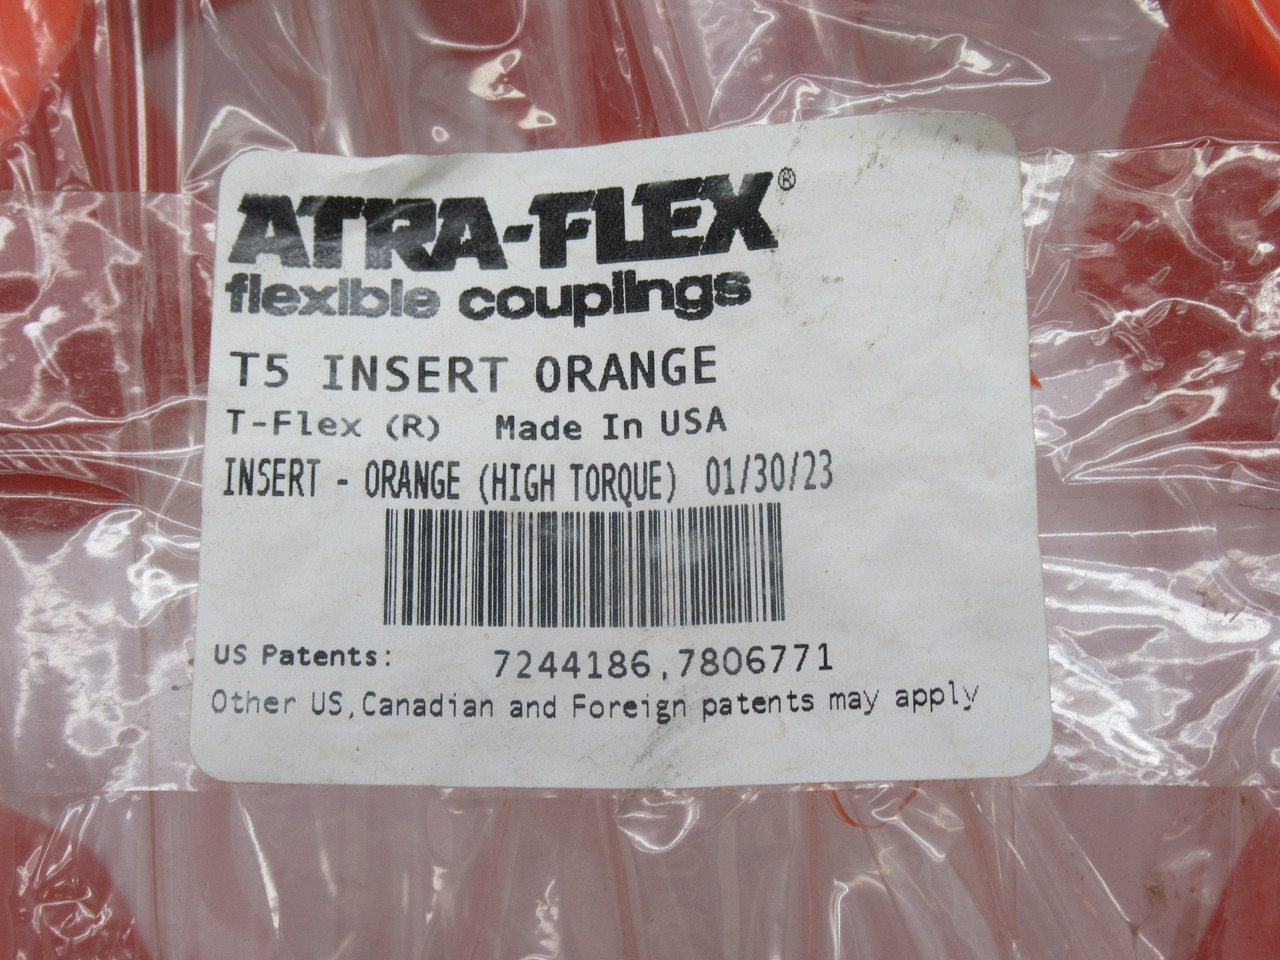 ATRA-FLEX®
flexible couplings
T5 INSERT ORANGE
T-Flex (R) Made In USA
INSERT - ORANGE (HIGH TORQUE) 01/30/23
US Patents: 7244186,7806771
Other US,Canadian and Foreign patents may apply